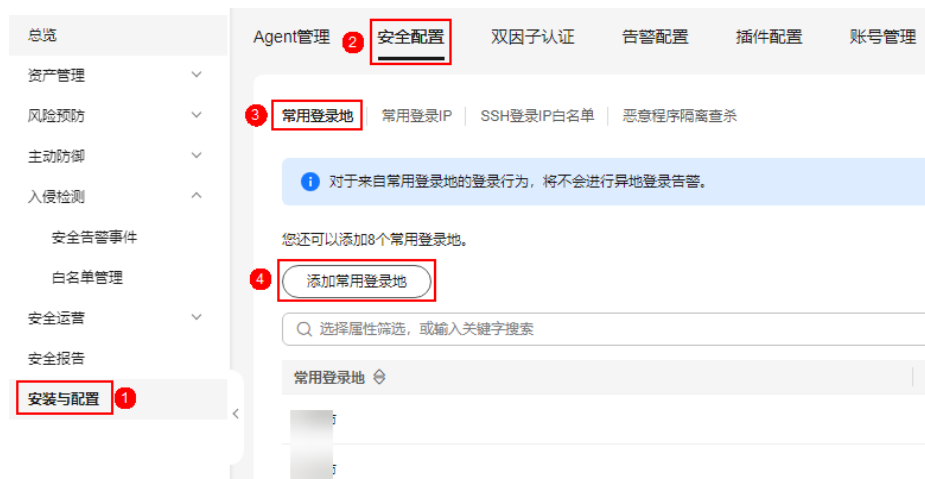 总览
资产管理
风险预防
主动防御
入侵检测
安全告警事件
白名单管理
安全运营
安全报告
安装与配置 1
Agent管理 2 安全配置 双因子认证 告警配置 插件配置 账号管理
3 常用登录地 常用登录IP SSH登录IP白名单 恶意程序隔离查杀
对于来自常用登录地的登录行为，将不会进行异地登录告警。
您还可以添加8个常用登录地。
4 添加常用登录地
选择属性筛选，或输入关键字搜索
常用登录地